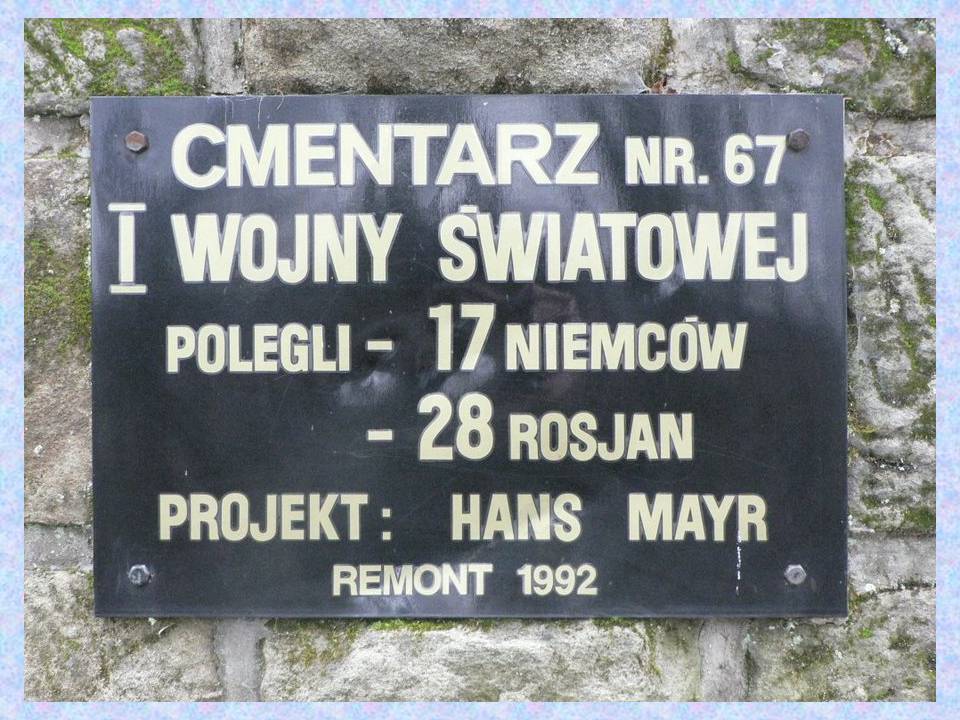 CMENTARZ NR. 67
I WOJNY ŚWIATOWEJ
POLEGLI - 17 NIEMCÓW
- 28 ROSJAN
PROJEKT: HANS MAYR
REMONT 1992